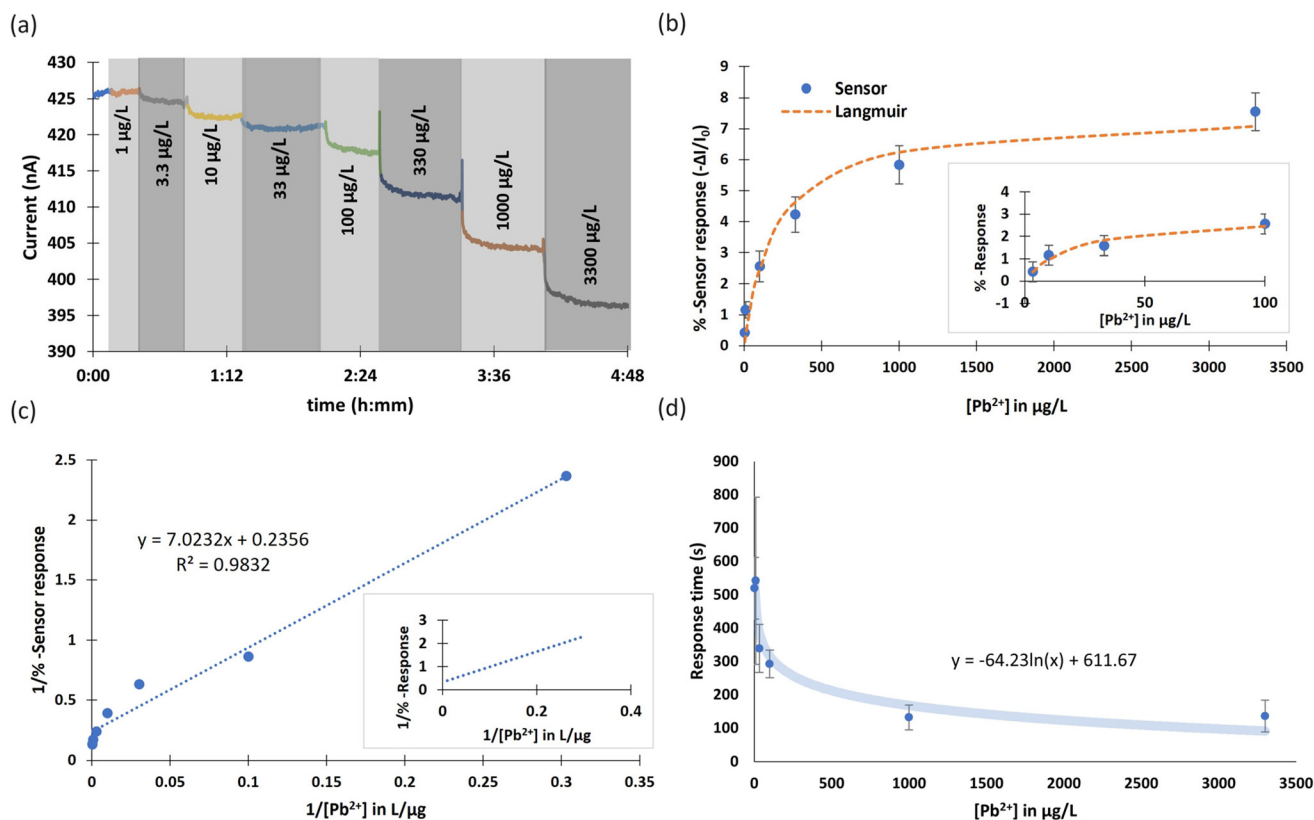 (a)
430
425
420
415
410
405
400
395
390
Current (nA)
1 µg/L
3.3 µg/L
10 µg/L
33 µg/L
100 µg/L
330 µg/L
1000 µg/L
3300 µg/L
0:00 1:12 2:24 3:36 4:48
time (h:mm)
(b)
9
8
7
6
5
4
3
2
1
0
% -Sensor response (-ΔI/I₀)
Sensor
Langmuir
4
3
2
1
0
-1
% -Response
0 50 100
[Pb²⁺] in µg/L
0 500 1000 1500 2000 2500 3000 3500
[Pb²⁺] in µg/L
(c)
2.5
2
1.5
1
0.5
0
1/% -Sensor response
y = 7.0232x + 0.2356
R² = 0.9832
3
2
1
0
1/% -Response
0 0.2 0.4
1/[Pb²⁺] in L/µg
0 0.05 0.1 0.15 0.2 0.25 0.3 0.35
1/[Pb²⁺] in L/µg
(d)
900
800
700
600
500
400
300
200
100
0
Response time (s)
y = -64.23ln(x) + 611.67
0 500 1000 1500 2000 2500 3000 3500
[Pb²⁺] in µg/L